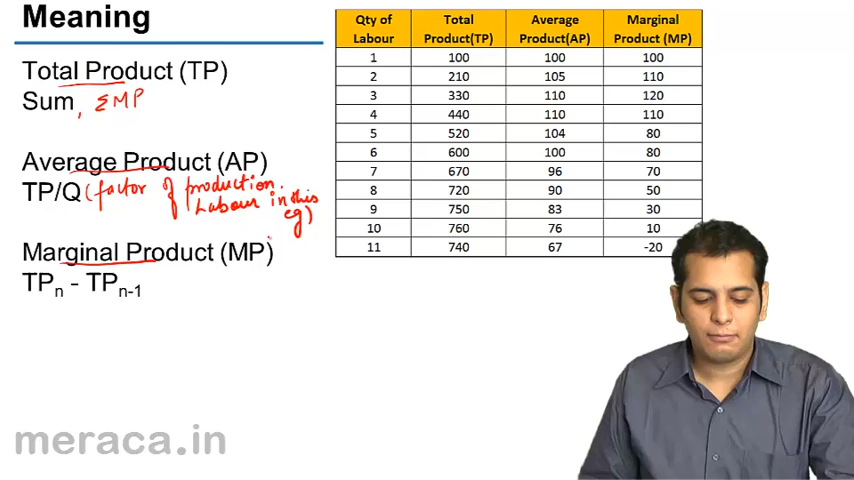 Meaning
Total Product (TP)
Sum, ΣMP
Average Product (AP)
TP/Q (factor of production.
Labour in this
eg)
Marginal Product (MP)
TPn - TPn-1
Qty of Labour Total Product(TP) Average Product(AP) Marginal Product (MP)
1 100 100 100
2 210 105 110
3 330 110 120
4 440 110 110
5 520 104 80
6 600 100 80
7 670 96 70
8 720 90 50
9 750 83 30
10 760 76 10
11 740 67 -20
meraca.in